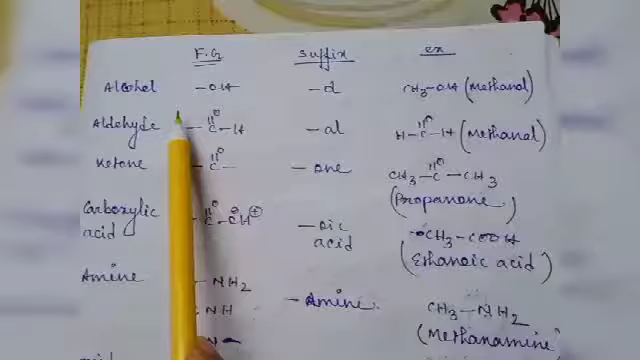 F.G suffix ex
Alcohol -OH -ol CH3-OH (Methanol)
Aldehyde -C-H -al H-C-H (Methanal)
O O
Ketone -C- -one CH3-C-CH3
O O
(Propanone)
Carboxylic acid -C-OH -oic acid CH3-COOH
O
(Ethanoic acid)
Amine -NH2 -Amine CH3-NH2
-NH (Methanamine)
N